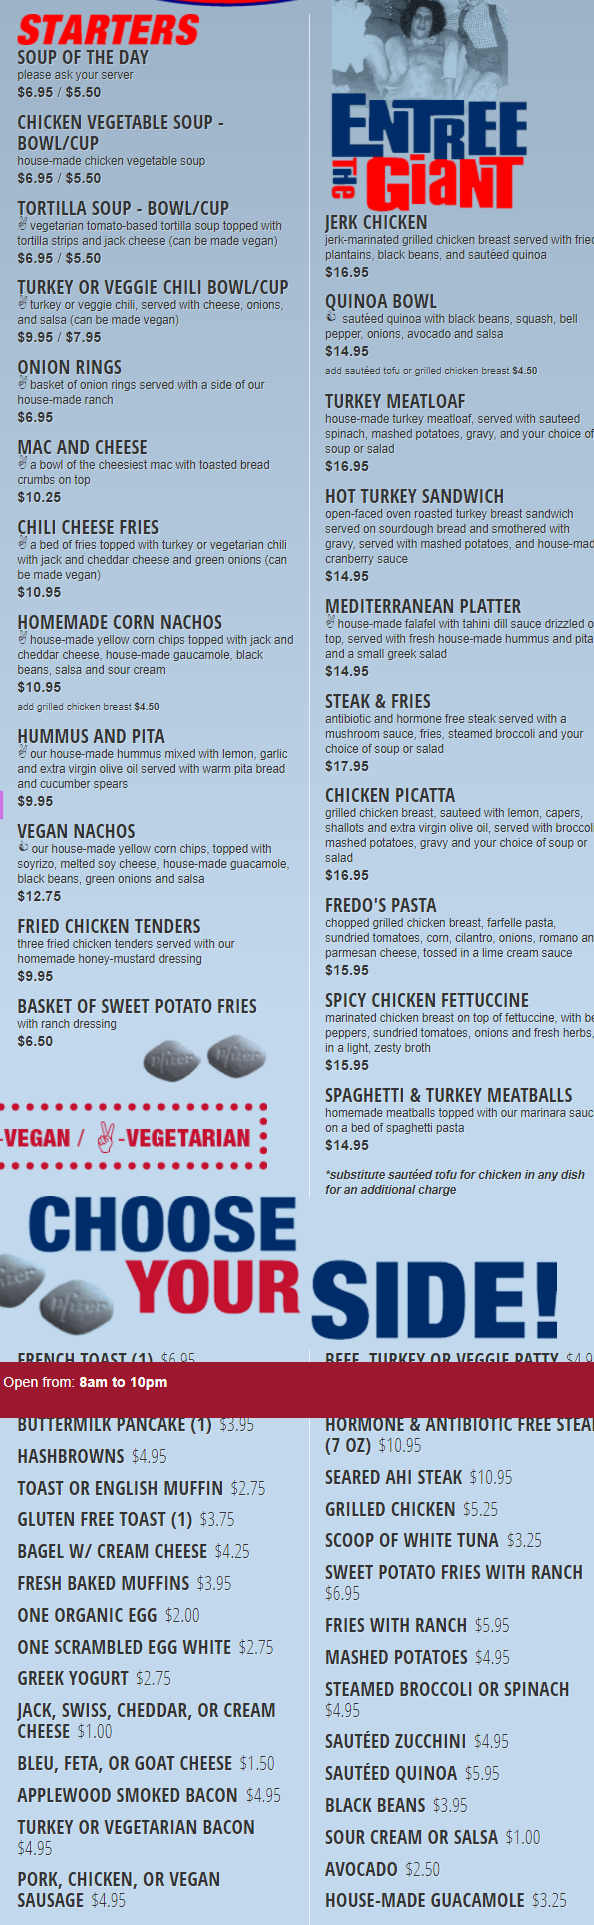 STARTERS
SOUP OF THE DAY
please ask your server
$6.95 / $5.50
CHICKEN VEGETABLE SOUP -
BOWL/CUP
house-made chicken vegetable soup
$6.95 / $5.50
TORTILLA SOUP - BOWL/CUP
vegetarian tomato-based tortilla soup topped with
tortilla strips and jack cheese (can be made vegan)
$6.95 / $5.50
TURKEY OR VEGGIE CHILI BOWL/CUP
turkey or veggie chili, served with cheese, onions,
and salsa (can be made vegan)
$9.95 / $7.95
ONION RINGS
basket of onion rings served with a side of our
house-made ranch
$6.95
MAC AND CHEESE
a bowl of the cheesiest mac with toasted bread
crumbs on top
$10.25
CHILI CHEESE FRIES
a bed of fries topped with turkey or vegetarian chili
with jack and cheddar cheese and green onions (can
be made vegan)
$10.95
HOMEMADE CORN NACHOS
house-made yellow corn chips topped with jack and
cheddar cheese, house-made gaucamole, black
beans, salsa and sour cream
$10.95
add grilled chicken breast $4.50
HUMMUS AND PITA
our house-made hummus mixed with lemon, garlic
and extra virgin olive oil served with warm pita bread
and cucumber spears
$9.95
VEGAN NACHOS
our house-made yellow corn chips, topped with
soyrizo, melted soy cheese, house-made guacamole,
black beans, green onions and salsa
$12.75
FRIED CHICKEN TENDERS
three fried chicken tenders served with our
homemade honey-mustard dressing
$9.95
BASKET OF SWEET POTATO FRIES
with ranch dressing
$6.50
Pfizer
Pfizer
-VEGAN / -VEGETARIAN
ENTREE
THE GIANT
JERK CHICKEN
jerk-marinated grilled chicken breast served with fried
plantains, black beans, and sautéed quinoa
$16.95
QUINOA BOWL
sautéed quinoa with black beans, squash, bell
pepper, onions, avocado and salsa
$14.95
add sautéed tofu or grilled chicken breast $4.50
TURKEY MEATLOAF
house-made turkey meatloaf, served with sauteed
spinach, mashed potatoes, gravy, and your choice of
soup or salad
$16.95
HOT TURKEY SANDWICH
open-faced oven roasted turkey breast sandwich
served on sourdough bread and smothered with
gravy, served with mashed potatoes, and house-mad
cranberry sauce
$14.95
MEDITERRANEAN PLATTER
house-made falafel with tahini dill sauce drizzled o
top, served with fresh house-made hummus and pita
and a small greek salad
$14.95
STEAK & FRIES
antibiotic and hormone free steak served with a
mushroom sauce, fries, steamed broccoli and your
choice of soup or salad
$17.95
CHICKEN PICATTA
grilled chicken breast, sauteed with lemon, capers,
shallots and extra virgin olive oil, served with broccoli
mashed potatoes, gravy and your choice of soup or
salad
$16.95
FREDO'S PASTA
chopped grilled chicken breast, farfelle pasta,
sundried tomatoes, corn, cilantro, onions, romano an
parmesan cheese, tossed in a lime cream sauce
$15.95
SPICY CHICKEN FETTUCCINE
marinated chicken breast on top of fettuccine, with be
peppers, sundried tomatoes, onions and fresh herbs,
in a light, zesty broth
$15.95
SPAGHETTI & TURKEY MEATBALLS
homemade meatballs topped with our marinara sauc
on a bed of spaghetti pasta
$14.95
*substitute sautéed tofu for chicken in any dish
for an additional charge
CHOOSE
YOUR SIDE!
Pfizer
FRENCH TOAST (1) $6.95
Open from: 8am to 10pm
BUTTERMILK PANCAKE (1) $3.95
HASHBROWNS $4.95
TOAST OR ENGLISH MUFFIN $2.75
GLUTEN FREE TOAST (1) $3.75
BAGEL W/ CREAM CHEESE $4.25
FRESH BAKED MUFFINS $3.95
ONE ORGANIC EGG $2.00
ONE SCRAMBLED EGG WHITE $2.75
GREEK YOGURT $2.75
JACK, SWISS, CHEDDAR, OR CREAM
CHEESE $1.00
BLEU, FETA, OR GOAT CHEESE $1.50
APPLEWOOD SMOKED BACON $4.95
TURKEY OR VEGETARIAN BACON
$4.95
PORK, CHICKEN, OR VEGAN
SAUSAGE $4.95
BEEF, TURKEY OR VEGGIE PATTY $4.9
HORMONE & ANTIBIOTIC FREE STEA
(7 OZ) $10.95
SEARED AHI STEAK $10.95
GRILLED CHICKEN $5.25
SCOOP OF WHITE TUNA $3.25
SWEET POTATO FRIES WITH RANCH
$6.95
FRIES WITH RANCH $5.95
MASHED POTATOES $4.95
STEAMED BROCCOLI OR SPINACH
$4.95
SAUTÉED ZUCCHINI $4.95
SAUTÉED QUINOA $5.95
BLACK BEANS $3.95
SOUR CREAM OR SALSA $1.00
AVOCADO $2.50
HOUSE-MADE GUACAMOLE $3.25